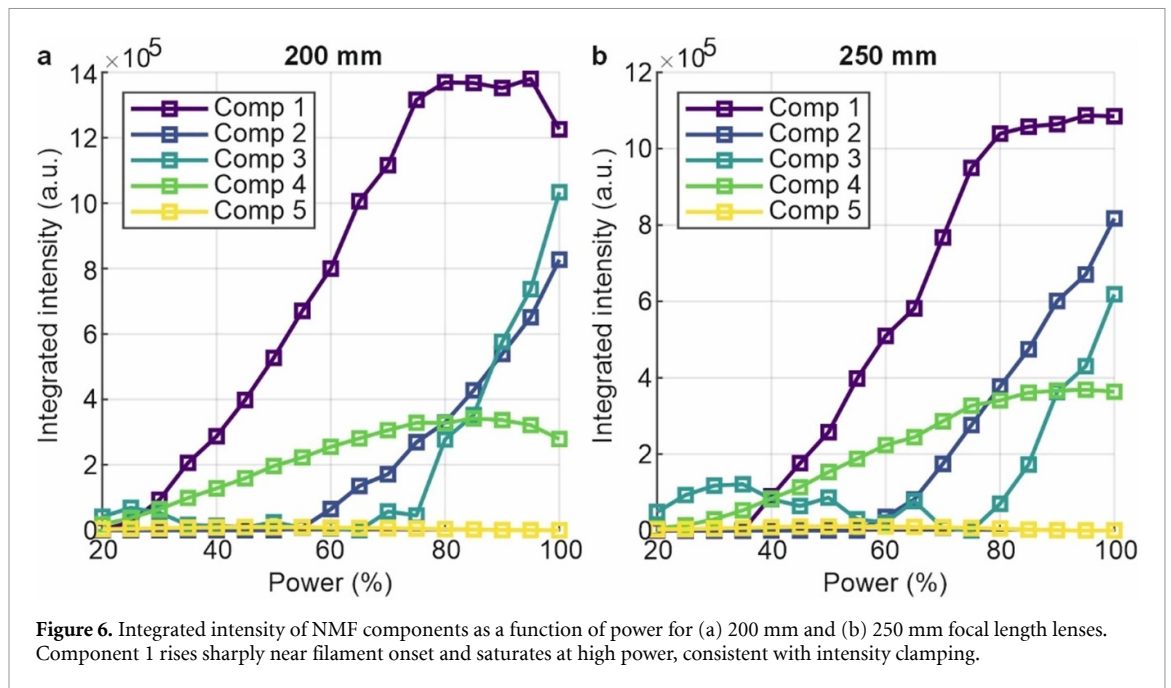 a
×10⁵
200 mm
14
12
10
8
6
4
2
0
Integrated intensity (a.u.)
Comp 1
Comp 2
Comp 3
Comp 4
Comp 5
20 40 60 80 100
Power (%)
b
×10⁵
250 mm
12
10
8
6
4
2
0
Integrated intensity (a.u.)
Comp 1
Comp 2
Comp 3
Comp 4
Comp 5
20 40 60 80 100
Power (%)
Figure 6. Integrated intensity of NMF components as a function of power for (a) 200 mm and (b) 250 mm focal length lenses.
Component 1 rises sharply near filament onset and saturates at high power, consistent with intensity clamping.